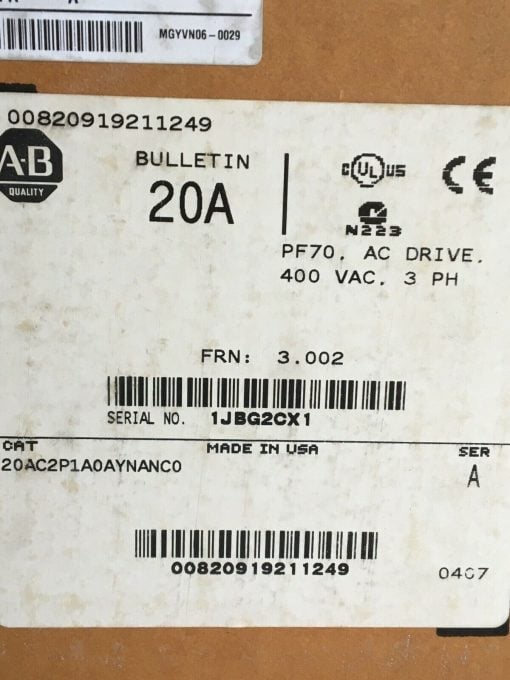 MGYVN06-0029
00820919211249
A-B
QUALITY
BULLETIN
20A
C UL US
CE
N223
PF70, AC DRIVE,
400 VAC, 3 PH
FRN: 3.002
SERIAL NO. 1JBG2CX1
CAT
MADE IN USA
SER
20AC2P1A0AYNANC0
A
00820919211249